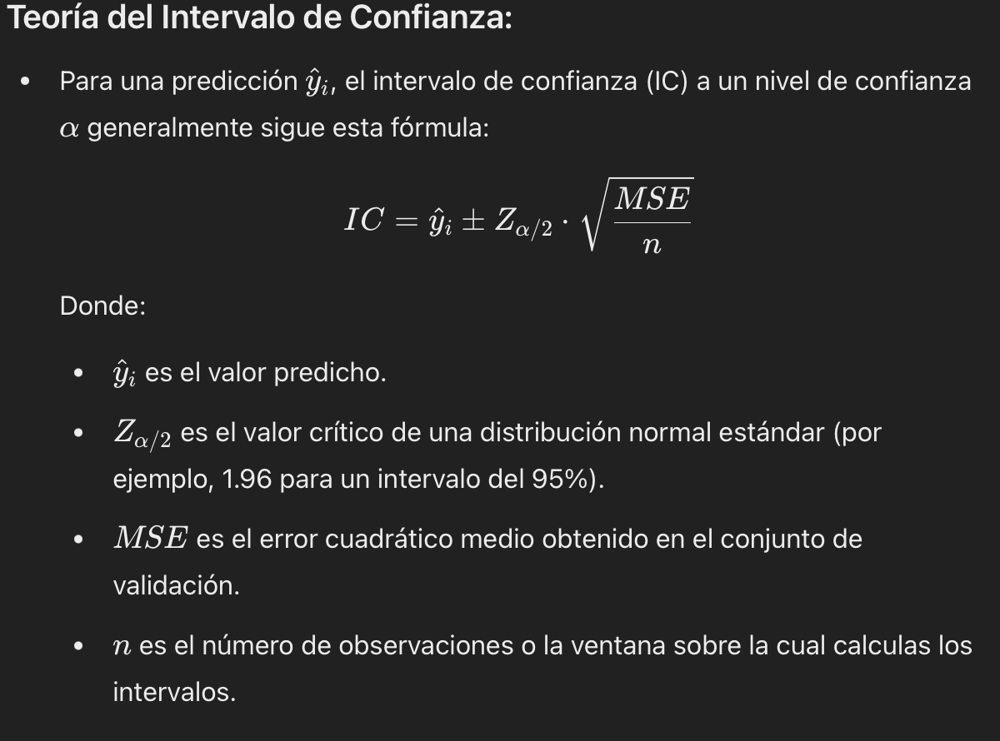 Teoría del Intervalo de Confianza:
• Para una predicción ŷᵢ, el intervalo de confianza (IC) a un nivel de confianza
α generalmente sigue esta fórmula:
$IC = \hat{y}_i \pm Z_{\alpha/2} \cdot \sqrt{\frac{MSE}{n}}$
Donde:
• $\hat{y}_i$ es el valor predicho.
• $Z_{\alpha/2}$ es el valor crítico de una distribución normal estándar (por
ejemplo, 1.96 para un intervalo del 95%).
• MSE es el error cuadrático medio obtenido en el conjunto de
validación.
• n es el número de observaciones o la ventana sobre la cual calculas los
intervalos.